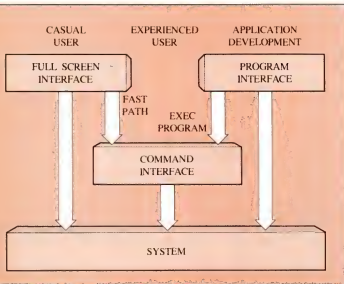 CASUAL
USER
EXPERIENCED
USER
APPLICATION
DEVELOPMENT
FULL SCREEN
INTERFACE
PROGRAM
INTERFACE
FAST
PATH
EXEC
PROGRAM
COMMAND
INTERFACE
SYSTEM